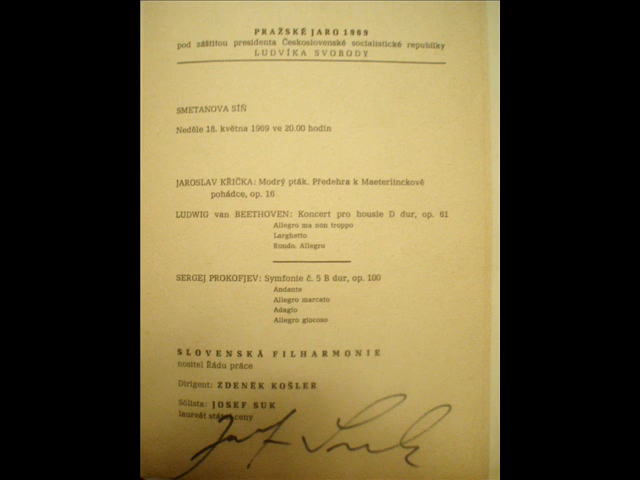 PRAŽSKÉ JARO 1969
pod záštitou presidenta Československé socialistické republiky
LUDVÍKA SVOBODY
SMETANOVA SÍŇ
Neděle 18. května 1969 ve 20.00 hodin
JAROSLAV KŘIČKA: Modrý pták. Předehra k Maeterlinckově
pohádce, op. 16
LUDWIG van BEETHOVEN: Koncert pro housle D dur, op. 61
Allegro ma non troppo
Larghetto
Rondo. Allegro
SERGEJ PROKOFJEV: Symfonie č. 5 B dur, op. 100
Andante
Allegro marcato
Adagio
Allegro giocoso
SLOVENSKÁ FILHARMONIE
nositel Řádu práce
Dirigent: ZDENĚK KOŠLER
Sólista: JOSEF SUK
laureát státní ceny
Josef Suk